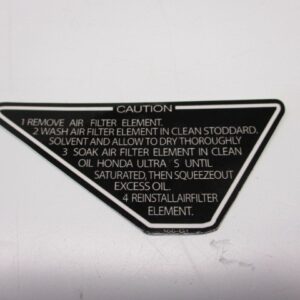 CAUTION
1 REMOVE AIR FILTER ELEMENT.
2 WASH AIR FILTER ELEMENT IN CLEAN STODDARD.
SOLVENT AND ALLOW TO DRY THOROUGHLY
3 SOAK AIR FILTER ELEMENT IN CLEAN
OIL HONDA ULTRA S UNTIL
SATURATED, THEN SQUEEZEOUT
EXCESS OIL.
4 REINSTALLAIRFILTER
ELEMENT.